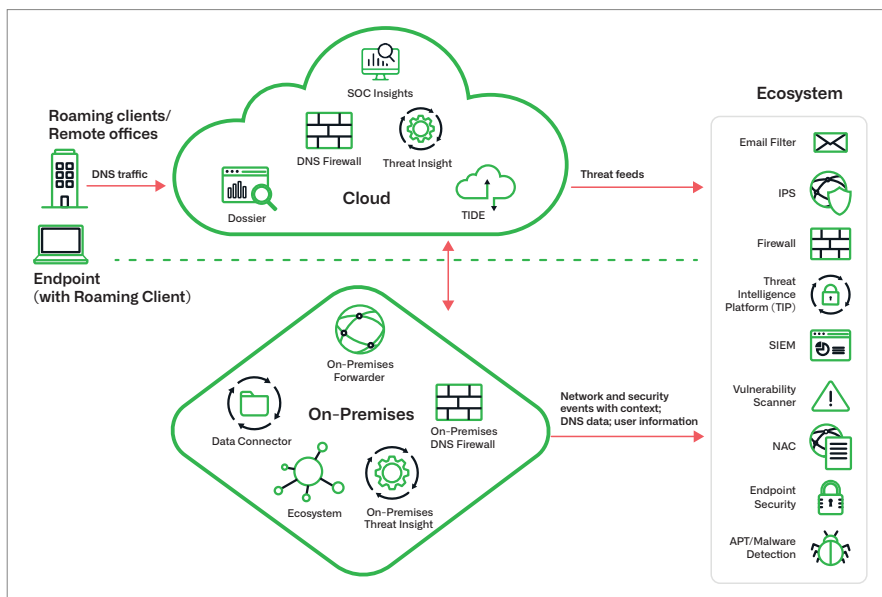 SOC Insights
Roaming clients/
Remote offices
DNS traffic
DNS Firewall
Threat Insight
Dossier
Cloud
TIDE
Threat feeds
Endpoint
(with Roaming Client)
On-Premises
Forwarder
On-Premises
Data Connector
On-Premises
DNS Firewall
Ecosystem
On-Premises
Threat Insight
Network and security
events with context;
DNS data; user information
Ecosystem
Email Filter
IPS
Firewall
Threat
Intelligence
Platform (TIP)
SIEM
Vulnerability
Scanner
NAC
Endpoint
Security
APT/Malware
Detection